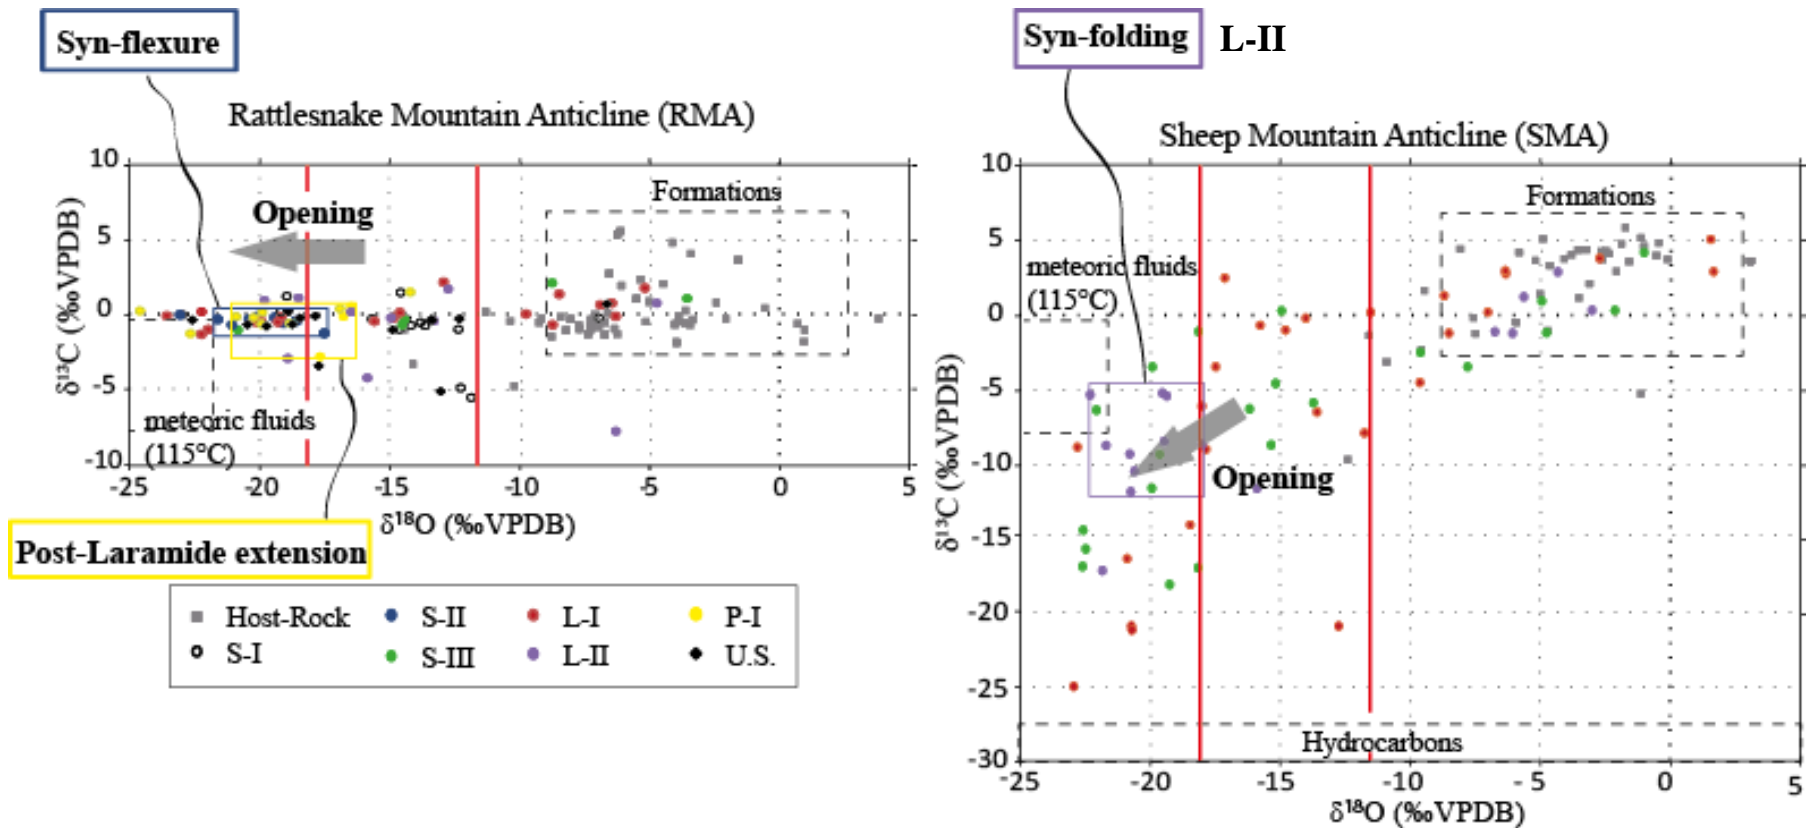 Syn-flexure
Syn-folding L-II
Rattlesnake Mountain Anticline (RMA)
Sheep Mountain Anticline (SMA)
10
5
0
-5
-10
δ¹³C (‰VPDB)
Opening
Formations
meteoric fluids
(115°C)
-25
-20
-15
-10
-5
0
5
δ¹⁸O (‰VPDB)
Post-Laramide extension
Host-Rock
S-I
S-II
S-III
L-I
L-II
P-I
U.S.
10
5
0
-5
-10
-15
-20
-25
-30
δ¹³C (‰VPDB)
Formations
meteoric fluids
(115°C)
Opening
Hydrocarbons
-25
-20
-15
-10
- 5
0
5
δ¹⁸O (‰VPDB)